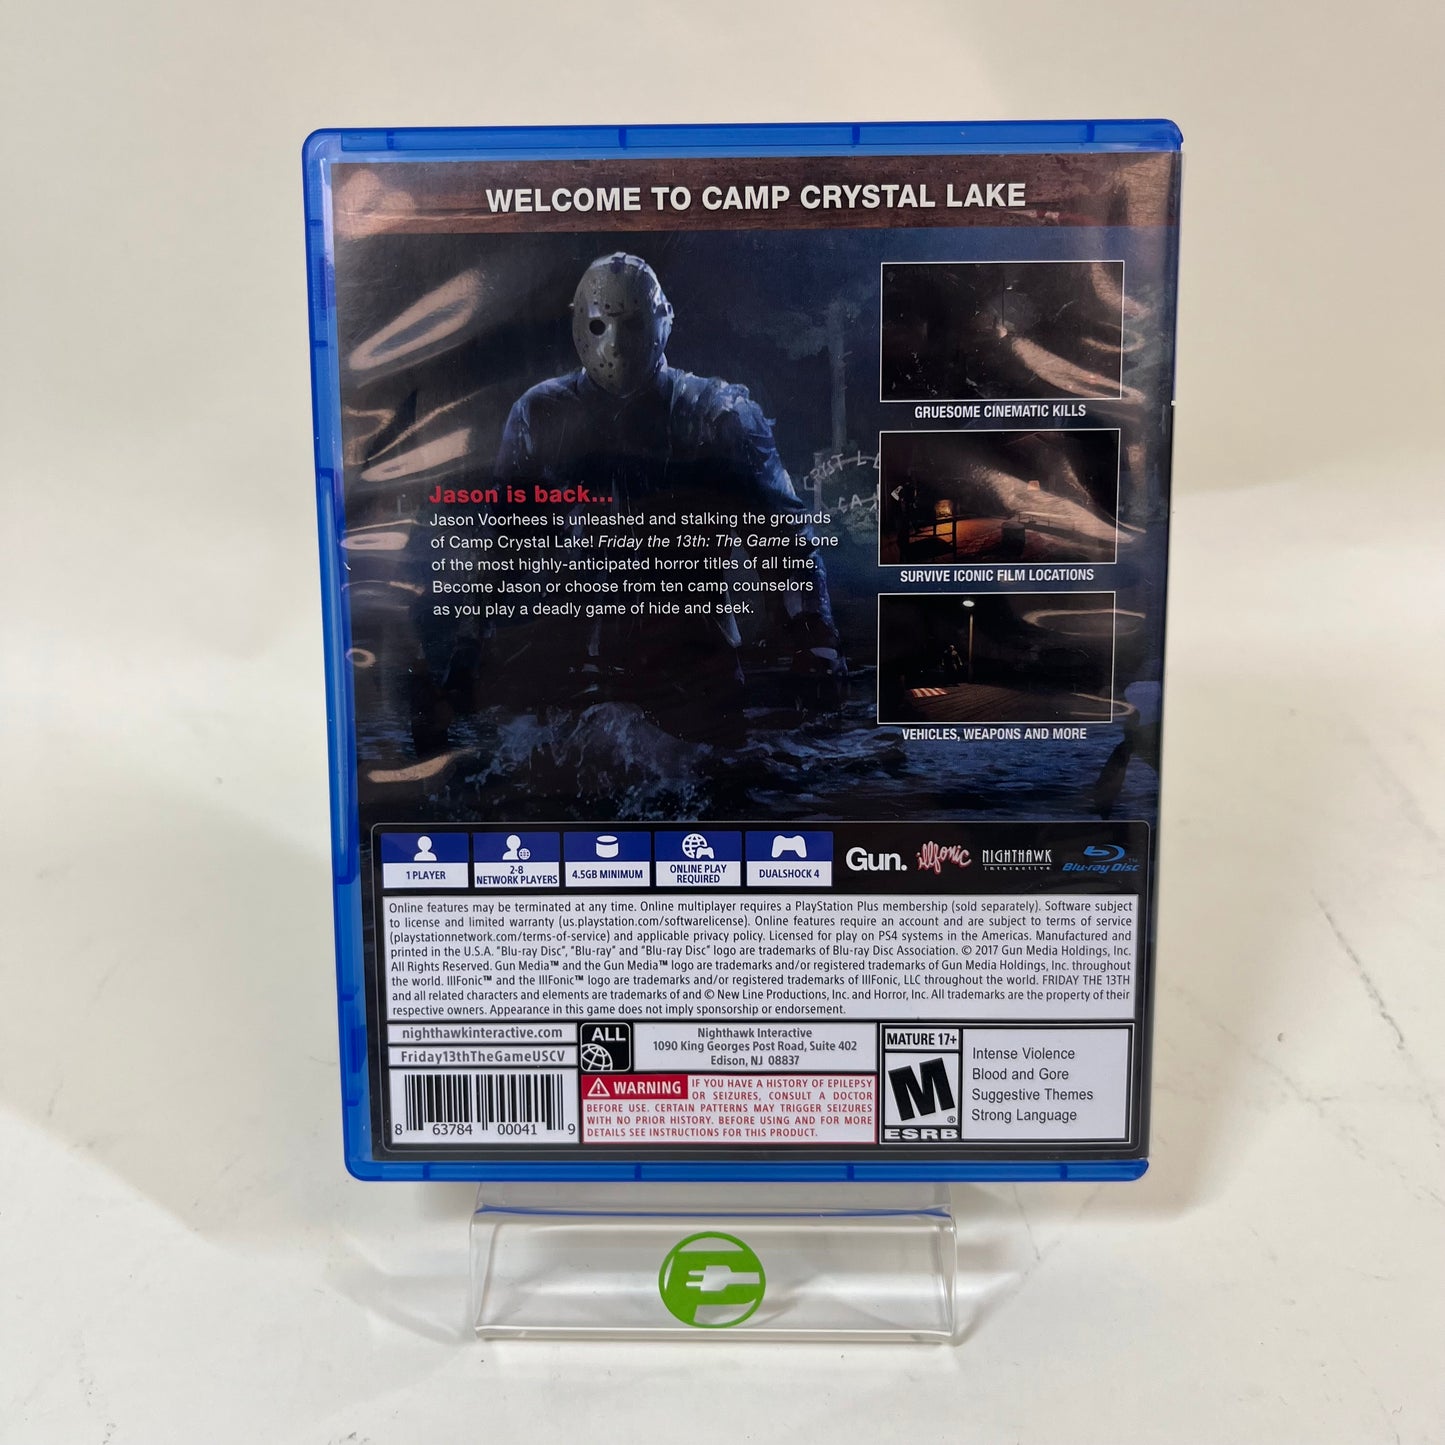 WELCOME TO CAMP CRYSTAL LAKE
GRUESOME CINEMATIC KILLS
Jason is back...
Jason Voorhees is unleashed and stalking the grounds
of Camp Crystal Lake! Friday the 13th: The Game is one
of the most highly-anticipated horror titles of all time.
Become Jason or choose from ten camp counselors
as you play a deadly game of hide and seek.
SURVIVE ICONIC FILM LOCATIONS
VEHICLES, WEAPONS AND MORE
1 PLAYER
2-8
NETWORK PLAYERS
4.5GB MINIMUM
ONLINE PLAY
REQUIRED
DUALSHOCK 4
Gun.
illfonic
NIGHTHAWK
INTERACTIVE
Blu-ray Disc™
Online features may be terminated at any time. Online multiplayer requires a PlayStation Plus membership (sold separately). Software subject
to license and limited warranty (us.playstation.com/softwarelicense). Online features require an account and are subject to terms of service
(playstationnetwork.com/terms-of-service) and applicable privacy policy. Licensed for play on PS4 systems in the Americas. Manufactured and
printed in the U.S.A. "Blu-ray Disc", "Blu-ray" and "Blu-ray Disc" logo are trademarks of Blu-ray Disc Association. © 2017 Gun Media Holdings, Inc.
All Rights Reserved. Gun Media™ and the Gun Media™ logo are trademarks and/or registered trademarks of Gun Media Holdings, Inc. throughout
the world. IllFonic™ and the IllFonic™ logo are trademarks and/or registered trademarks of IllFonic, LLC throughout the world. FRIDAY THE 13TH
and all related characters and elements are trademarks of and © New Line Productions, Inc. and Horror, Inc. All trademarks are the property of their
respective owners. Appearance in this game does not imply sponsorship or endorsement.
nighthawkinteractive.com
Friday13thTheGameUSCV
8 63784 00041 9
ALL
Nighthawk Interactive
1090 King Georges Post Road, Suite 402
Edison, NJ 08837
WARNING IF YOU HAVE A HISTORY OF EPILEPSY
OR SEIZURES, CONSULT A DOCTOR
BEFORE USE. CERTAIN PATTERNS MAY TRIGGER SEIZURES
WITH NO PRIOR HISTORY. BEFORE USING AND FOR MORE
DETAILS SEE INSTRUCTIONS FOR THIS PRODUCT.
MATURE 17+
M
®
ESRB
Intense Violence
Blood and Gore
Suggestive Themes
Strong Language